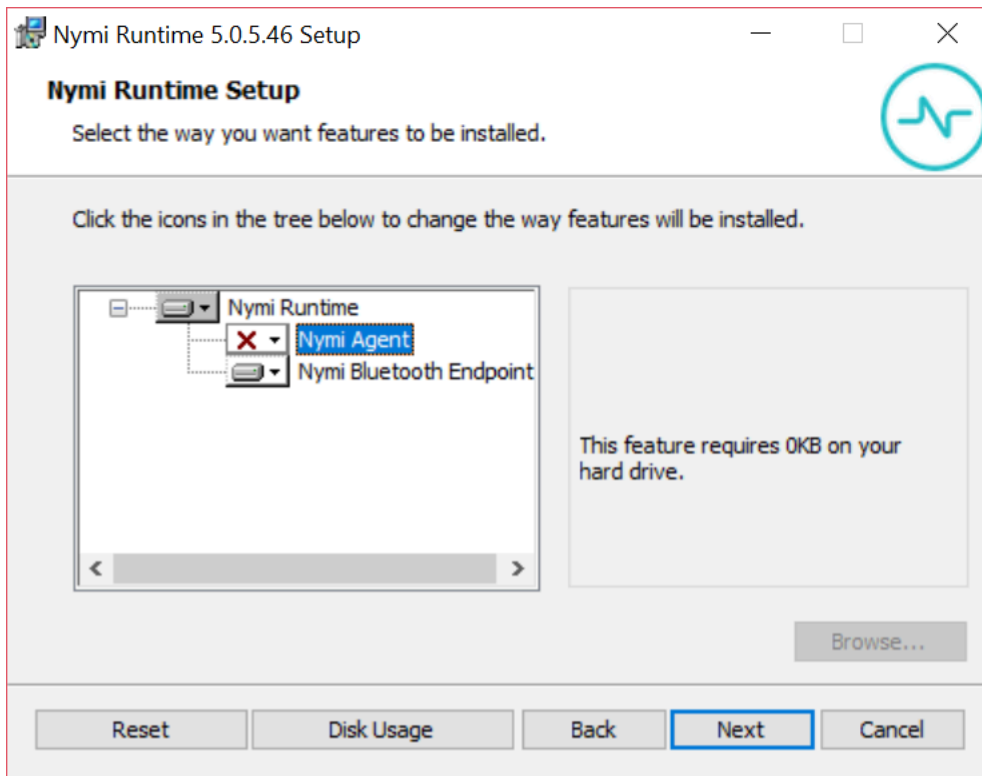 Nymi Runtime 5.0.5.46 Setup
Nymi Runtime Setup
Select the way you want features to be installed.
Click the icons in the tree below to change the way features will be installed.
Nymi Runtime
Nymi Agent
Nymi Bluetooth Endpoint
This feature requires 0KB on your
hard drive.
Browse...
Reset Disk Usage Back Next Cancel